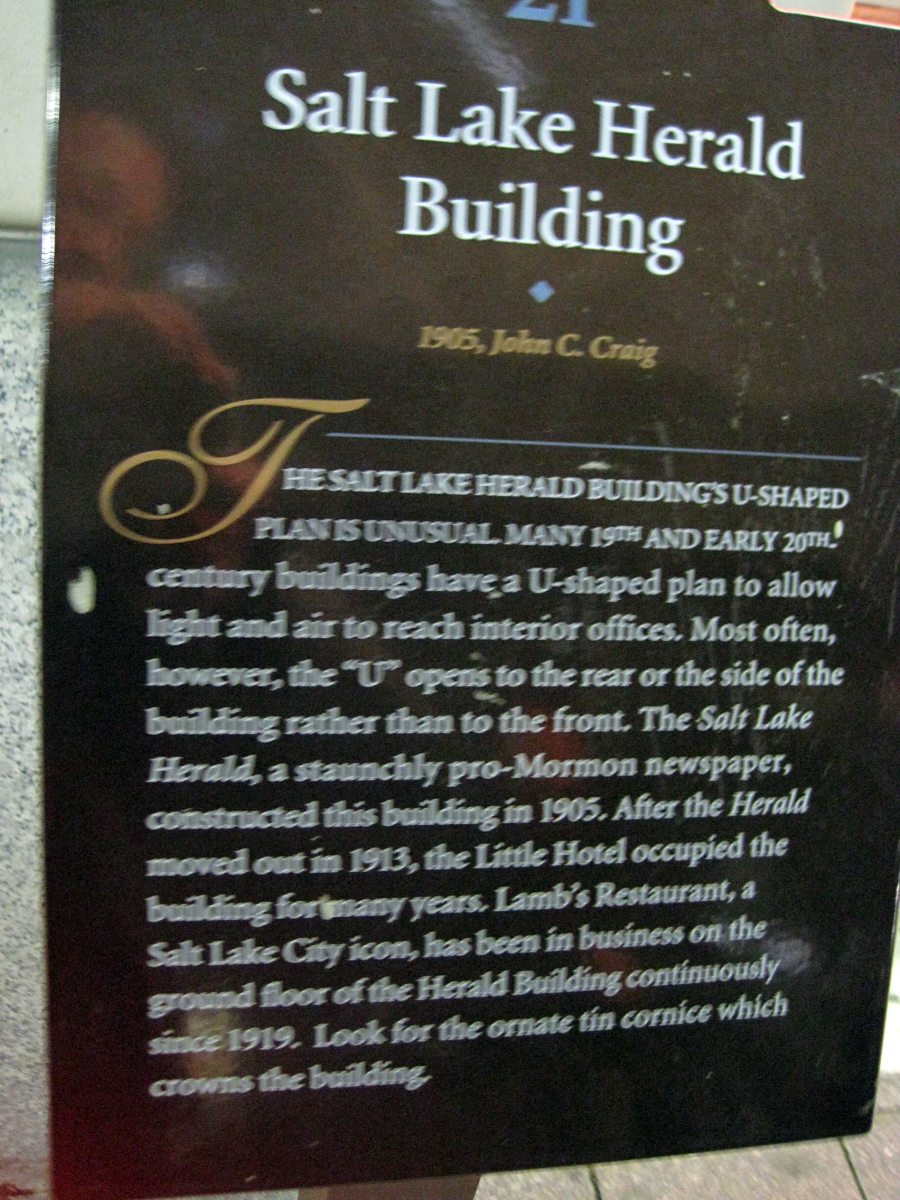 21
Salt Lake Herald
Building
1905, John C. Craig
THE SALT LAKE HERALD BUILDING'S U-SHAPED
PLAN IS UNUSUAL. MANY 19TH AND EARLY 20TH-
century buildings have a U-shaped plan to allow
light and air to reach interior offices. Most often,
however, the “U” opens to the rear or the side of the
building rather than to the front. The Salt Lake
Herald, a staunchly pro-Mormon newspaper,
constructed this building in 1905. After the Herald
moved out in 1913, the Little Hotel occupied the
building for many years. Lamb's Restaurant, a
Salt Lake City icon, has been in business on the
ground floor of the Herald Building continuously
since 1919. Look for the ornate tin cornice which
crowns the building.